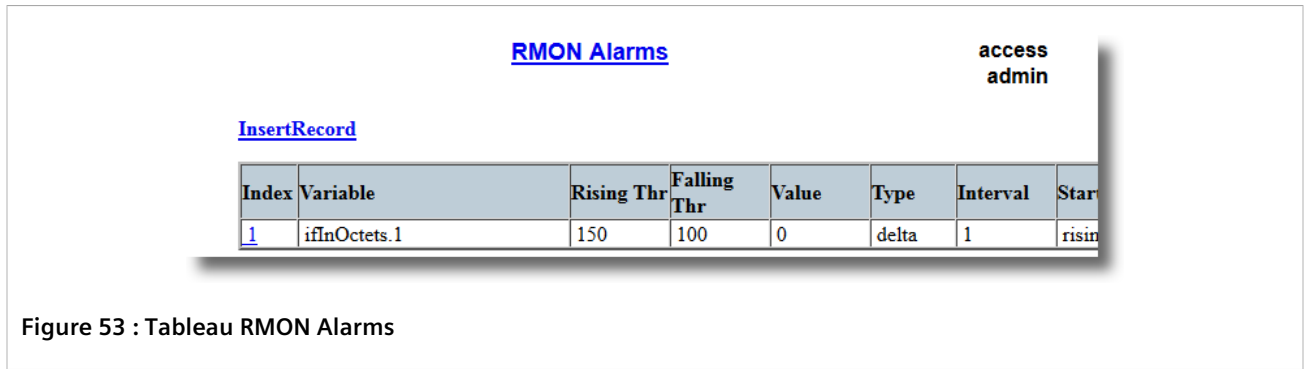 RMON Alarms
access
admin
InsertRecord
Index Variable Rising Thr Falling Thr Value Type Interval
1 ifInOctets.1 150 100 0 delta 1
Figure 53 : Tableau RMON Alarms